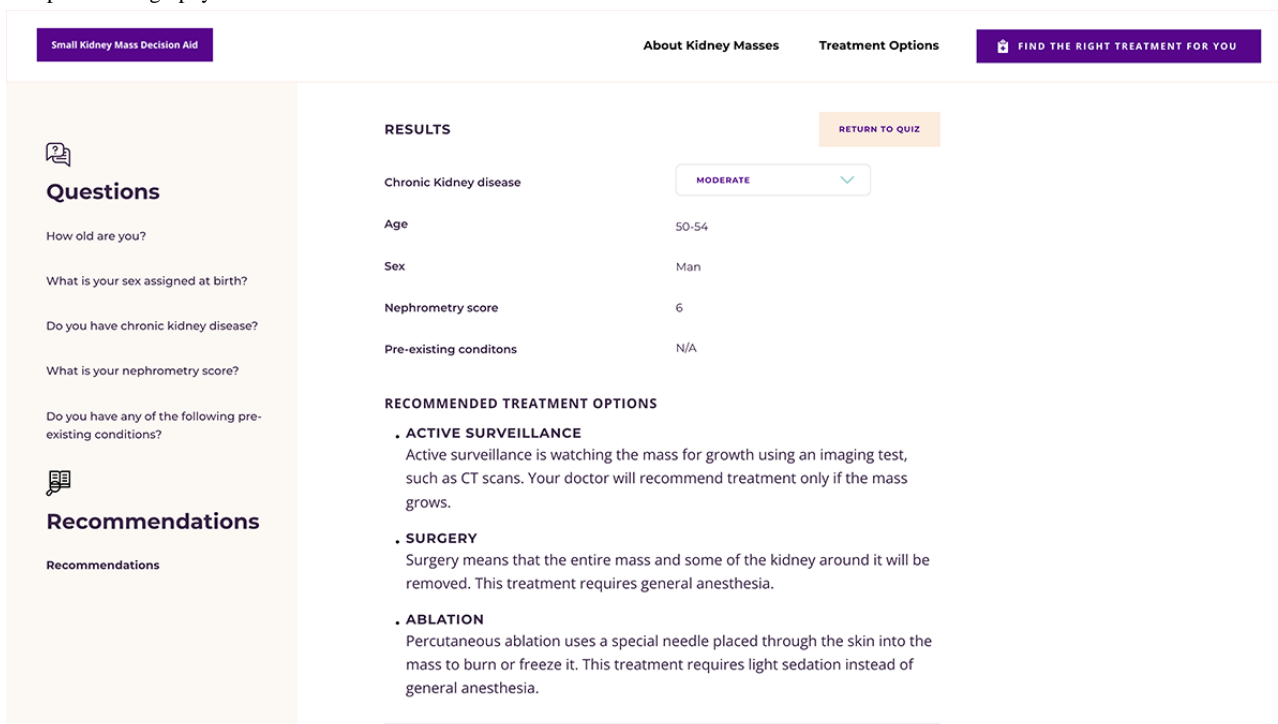 Small Kidney Mass Decision Aid
About Kidney Masses
Treatment Options
FIND THE RIGHT TREATMENT FOR YOU
Questions
How old are you?
What is your sex assigned at birth?
Do you have chronic kidney disease?
What is your nephrometry score?
Do you have any of the following pre-
existing conditions?
Recommendations
Recommendations
RESULTS
RETURN TO QUIZ
Chronic Kidney disease
MODERATE
Age
50-54
Sex
Man
Nephrometry score
6
Pre-existing conditons
N/A
RECOMMENDED TREATMENT OPTIONS
• ACTIVE SURVEILLANCE
Active surveillance is watching the mass for growth using an imaging test,
such as CT scans. Your doctor will recommend treatment only if the mass
grows.
• SURGERY
Surgery means that the entire mass and some of the kidney around it will be
removed. This treatment requires general anesthesia.
• ABLATION
Percutaneous ablation uses a special needle placed through the skin into the
mass to burn or freeze it. This treatment requires light sedation instead of
general anesthesia.